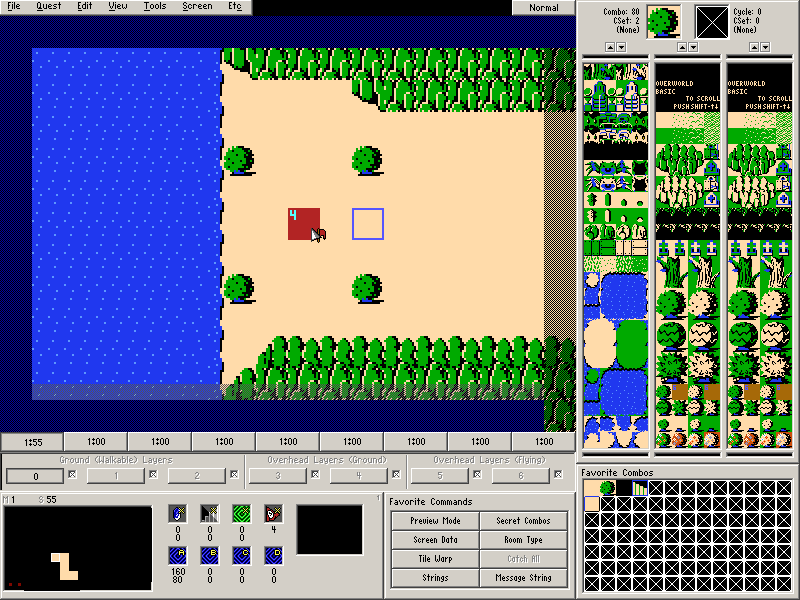 File Quest Edit View Tools Screen Etc
Normal
Combo: 80
CSet: 2
(None)
Cycle: 0
CSet: 0
(None)
OVERWORLD
BASIC
TO SCROLL
PUSH SHIFT-↑↓
OVERWORLD
BASIC
TO SCROLL
PUSH SHIFT-↑↓
4
1:55 1:00 1:00 1:00 1:00 1:00 1:00 1:00 1:00
Ground (Walkable) Layers Overhead Layers (Ground) Overhead Layers (Flying)
0 1 2 3 4 5 6
M 1 S 55
0 0 0 4
0 0 0
A B C D
160 0 0 0
80 0 0 0
1
Favorite Commands
Preview Mode Secret Combos
Screen Data Room Type
Tile Warp Catch All
Strings Message String
Favorite Combos